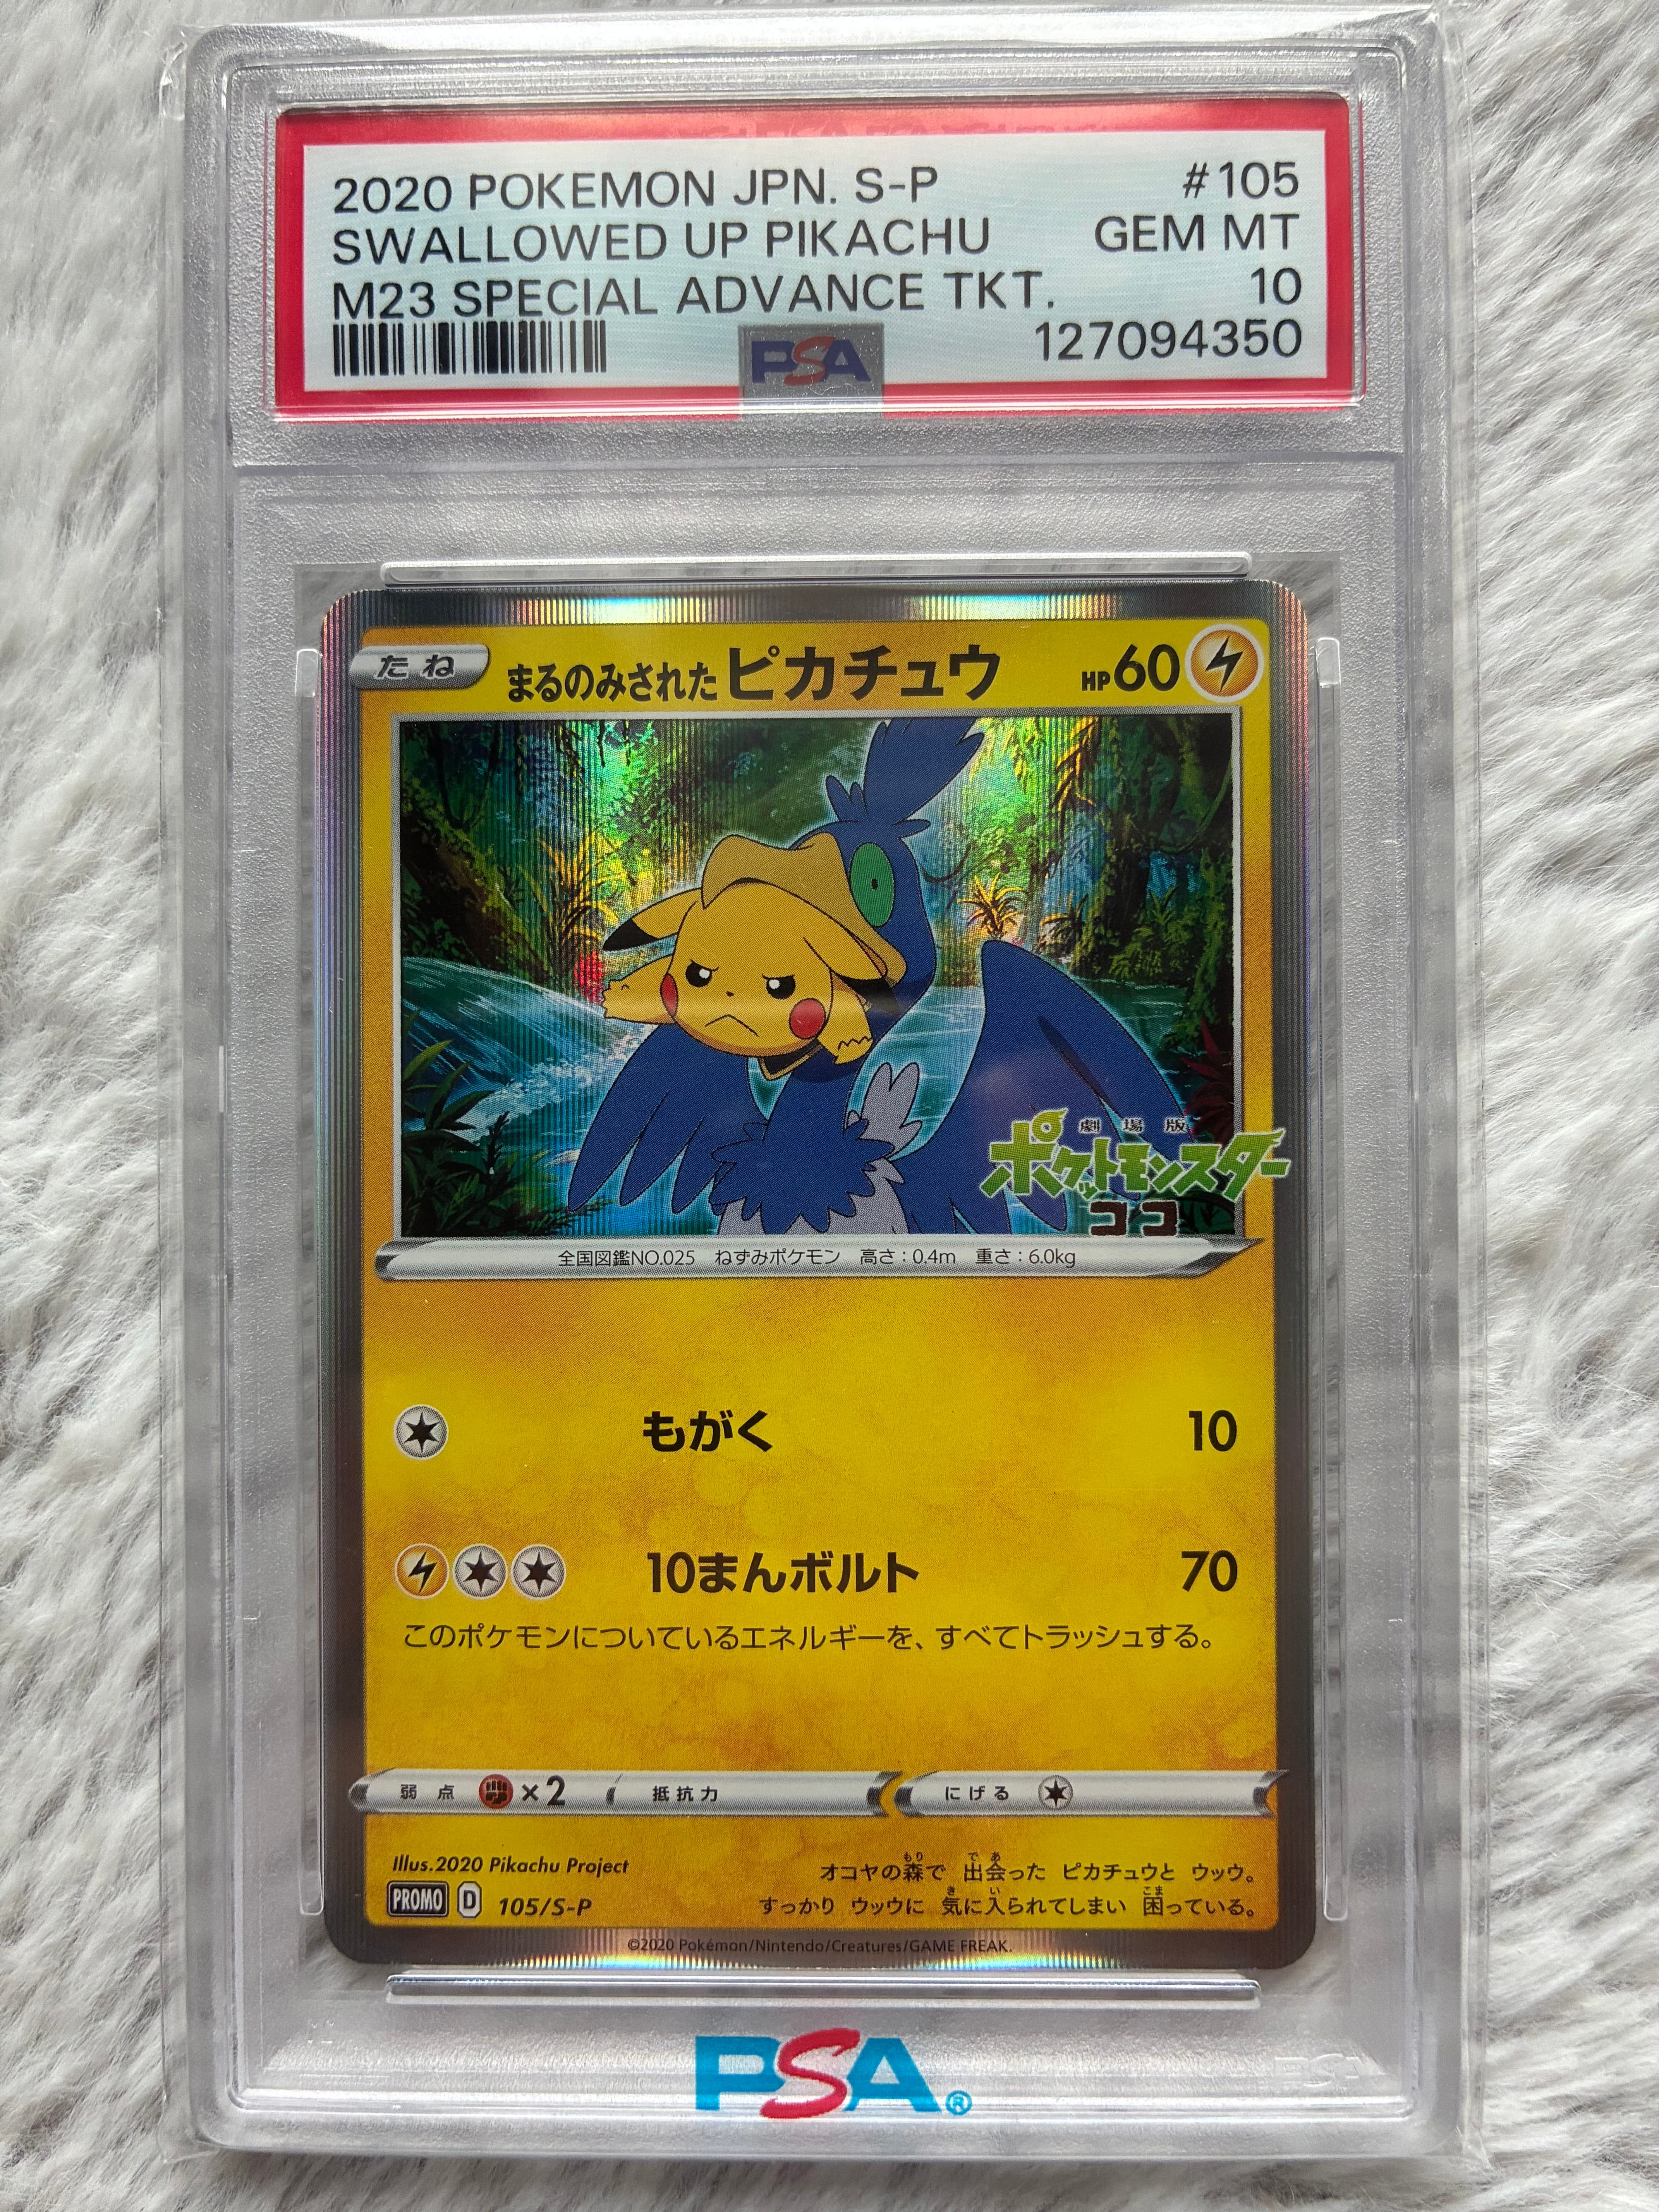 2020 POKEMON JPN. S-P #105
SWALLOWED UP PIKACHU GEM MT
M23 SPECIAL ADVANCE TKT. 10
127094350
PSA
たね まるのみされたピカチュウ HP60
劇場版
ポケットモンスター
ココ
全国図鑑NO.025 ねずみポケモン 高さ:0.4m 重さ:6.0kg
もがく 10
10まんボルト 70
このポケモンについているエネルギーを、すべてトラッシュする。
弱点 ×2 抵抗力 にげる
Illus.2020 Pikachu Project
PROMO D 105/S-P
オコヤの森で 出会った ピカチュウと ウッウ。
すっかり ウッウに 気に入られてしまい 困っている。
©2020 Pokémon/Nintendo/Creatures/GAME FREAK.
PSA®